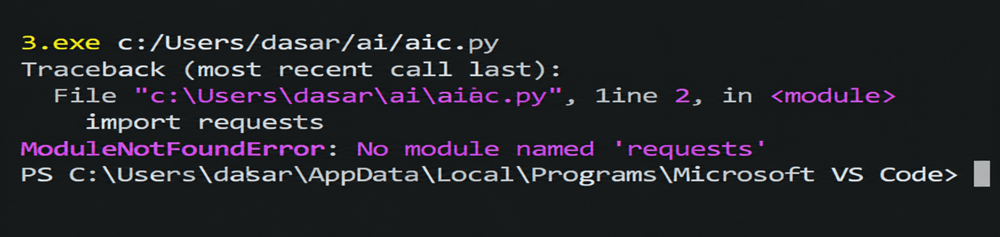 3.exe c:/Users/dasar/ai/aic.py
Traceback (most recent call last):
File "c:\Users\dasar\ai\aiac.py", 1ine 2, in <module>
import requests
ModuleNotFoundError: No module named 'requests'
PS C:\Users\dasar\AppData\Local\Programs\Microsoft VS Code>